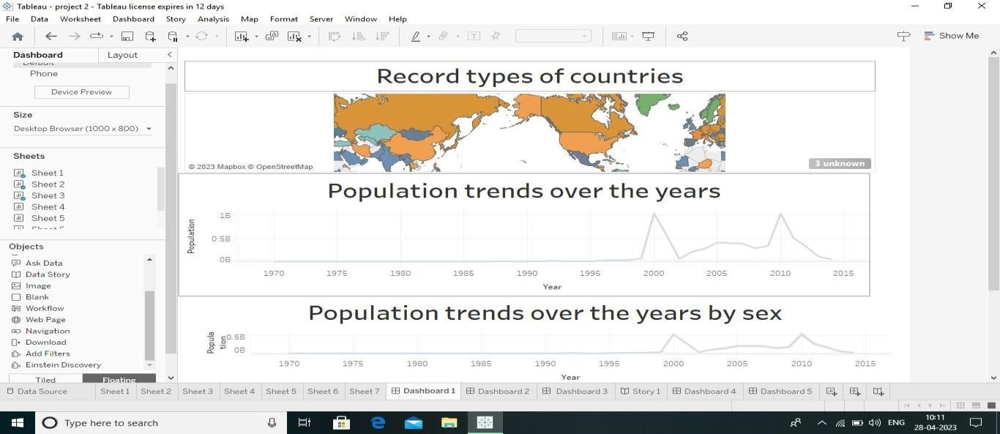 Tableau - project 2 - Tableau license expires in 12 days
File Data Worksheet Dashboard Story Analysis Map Format Server Window Help
Show Me
Dashboard Layout
Default
Phone
Device Preview
Size
Desktop Browser (1000 x 800)
Sheets
Sheet 1
Sheet 2
Sheet 3
Sheet 4
Sheet 5
Sheet 6
Objects
Ask Data
Data Story
Image
Blank
Workflow
Web Page
Navigation
Download
Add Filters
Einstein Discovery
Tiled Floating
Record types of countries
© 2023 Mapbox © OpenStreetMap
3 unknown
Population trends over the years
Population
1B
0.5B
0B
1970 1975 1980 1985 1990 1995 2000 2005 2010 2015
Year
Population trends over the years by sex
Popula
tion
0.5B
0B
1970 1975 1980 1985 1990 1995 2000 2005 2010 2015
Year
Data Source Sheet 1 Sheet 2 Sheet 3 Sheet 4 Sheet 5 Sheet 6 Sheet 7 Dashboard 1 Dashboard 2 Dashboard 3 Story 1 Dashboard 4 Dashboard 5
Type here to search
ENG
10:11
28-04-2023